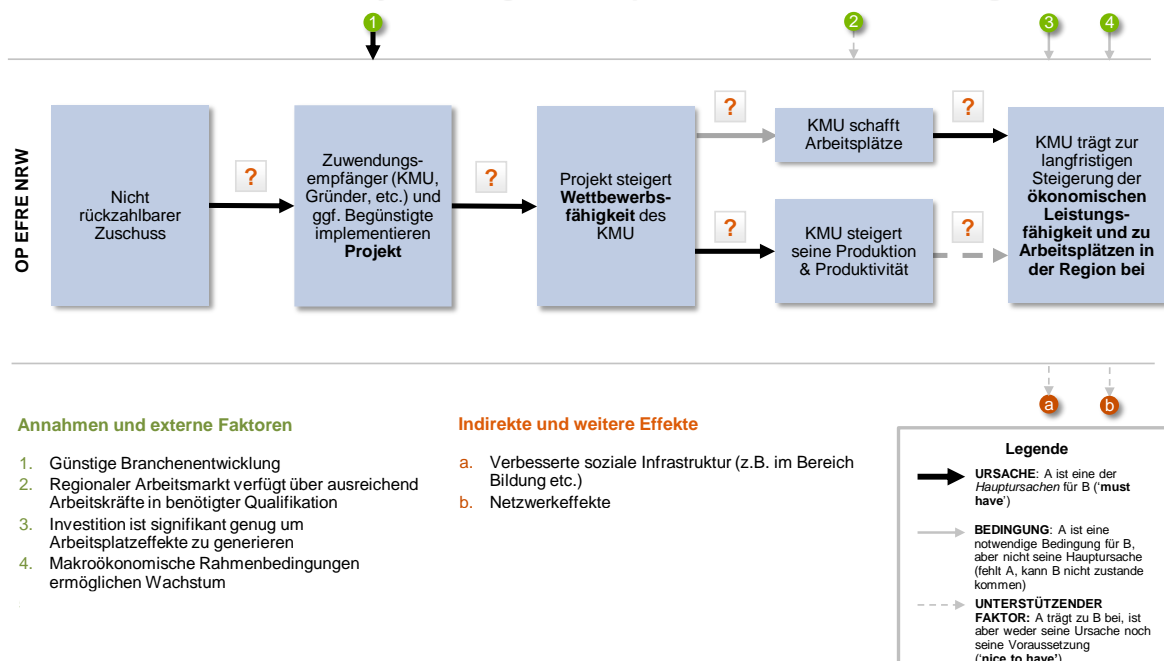 1
2
3
4
OP EFRE NRW
Nicht
rückzahlbarer
Zuschuss
?
Zuwendungs-
empfänger (KMU,
Gründer, etc.) und
ggf. Begünstigte
implementieren
Projekt
?
Projekt steigert
Wettbewerbs-
fähigkeit des
KMU
?
KMU schafft
Arbeitsplätze
?
?
KMU steigert
seine Produktion
& Produktivität
?
KMU trägt zur
langfristigen
Steigerung der
ökonomischen
Leistungs-
fähigkeit und zu
Arbeitsplätzen in
der Region bei
a
b
Annahmen und externe Faktoren
1. Günstige Branchenentwicklung
2. Regionaler Arbeitsmarkt verfügt über ausreichend
Arbeitskräfte in benötigter Qualifikation
3. Investition ist signifikant genug um
Arbeitsplatzeffekte zu generieren
4. Makroökonomische Rahmenbedingungen
ermöglichen Wachstum
Indirekte und weitere Effekte
a. Verbesserte soziale Infrastruktur (z.B. im Bereich
Bildung etc.)
b. Netzwerkeffekte
Legende
URSACHE: A ist eine der
Hauptursachen für B ('must
have')
BEDINGUNG: A ist eine
notwendige Bedingung für B,
aber nicht seine Hauptursache
(fehlt A, kann B nicht zustande
kommen)
UNTERSTÜTZENDER
FAKTOR: A trägt zu B bei, ist
aber weder seine Ursache noch
seine Voraussetzung
('nice to have')